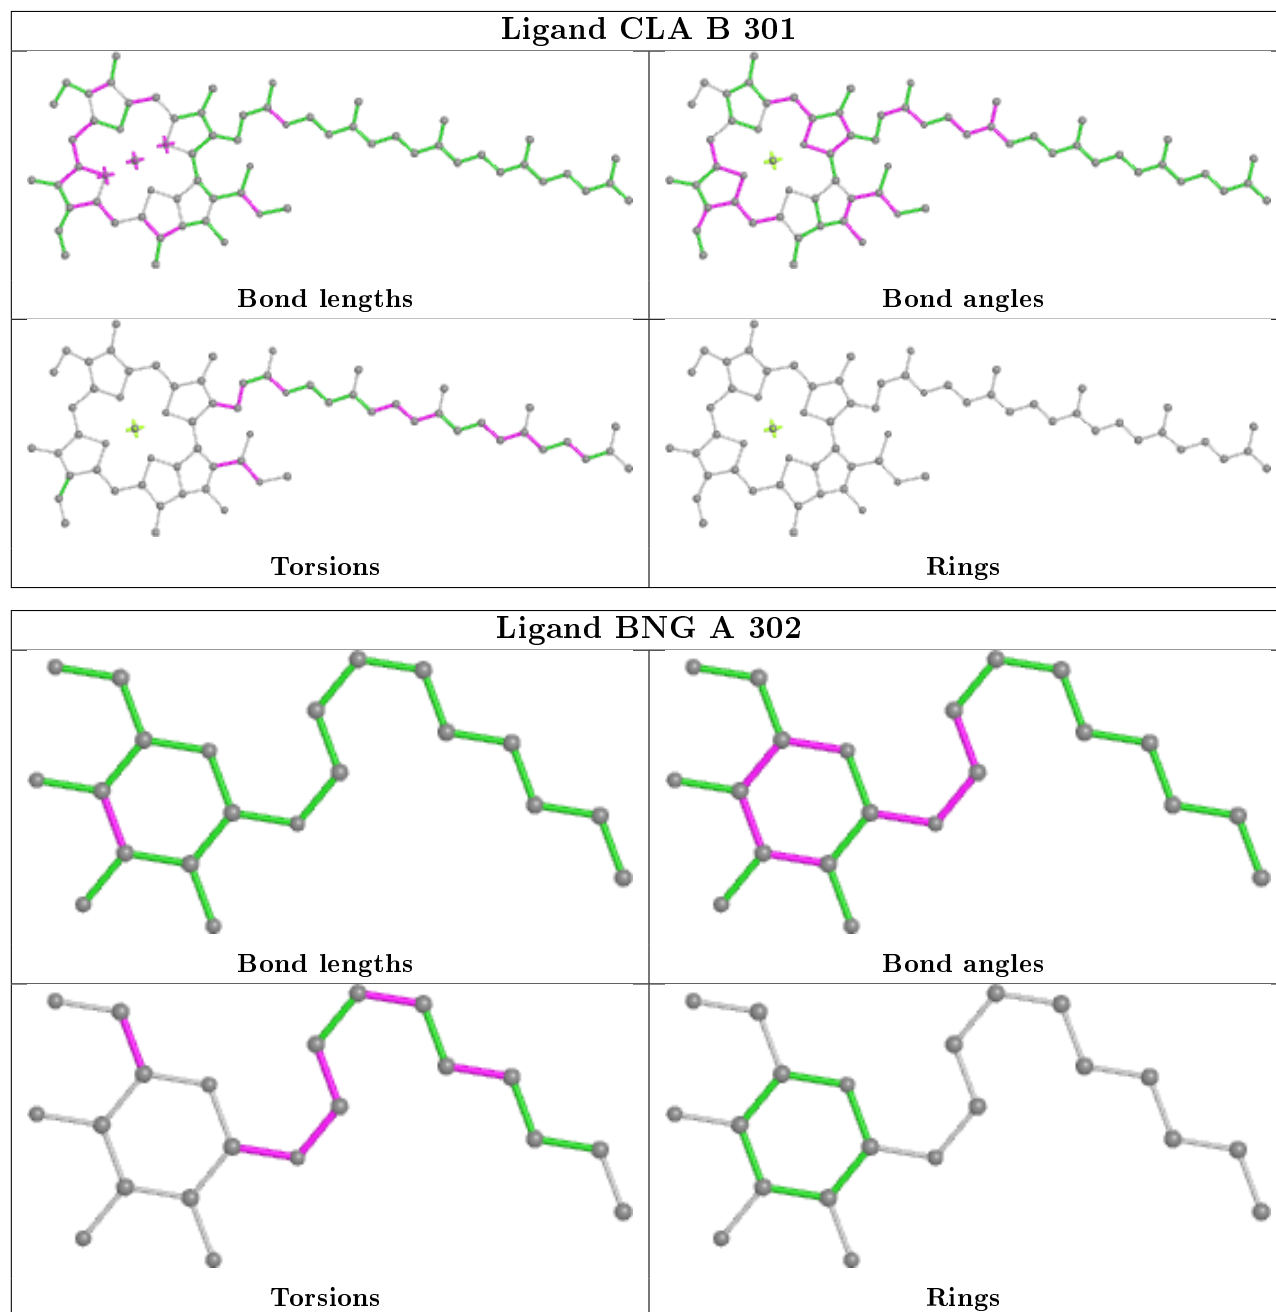 Ligand CLA B 301
Bond lengths
Bond angles
Torsions
Rings
Ligand BNG A 302
Bond lengths
Bond angles
Torsions
Rings